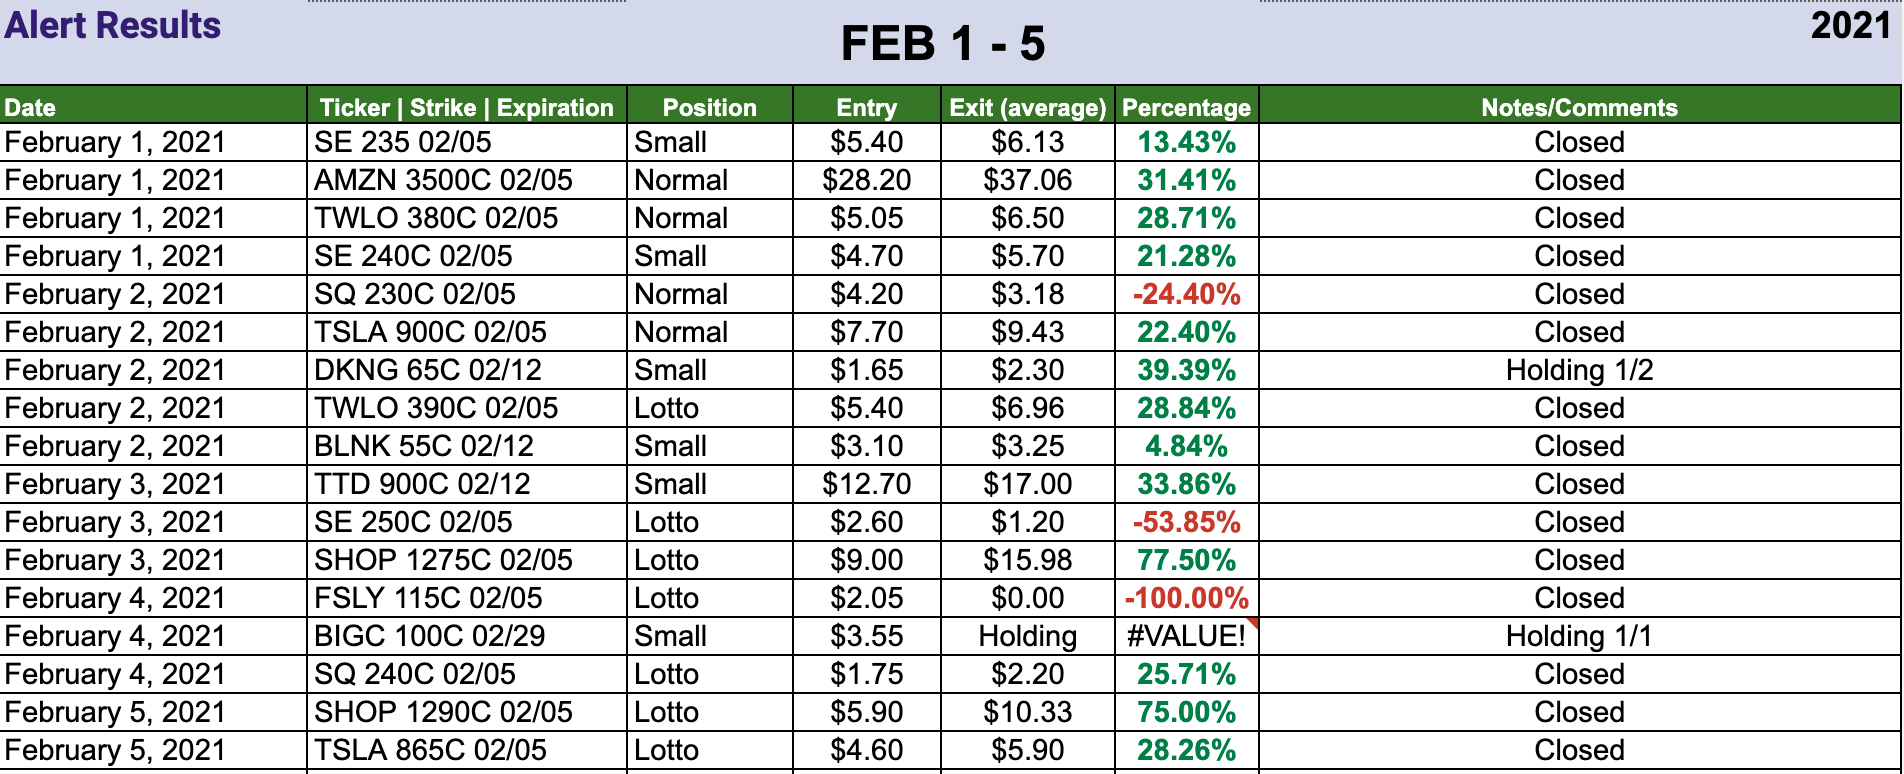 Alert Results
FEB 1 - 5
2021
Date Ticker | Strike | Expiration Position Entry Exit (average) Percentage Notes/Comments
February 1, 2021 SE 235 02/05 Small $5.40 $6.13 13.43% Closed
February 1, 2021 AMZN 3500C 02/05 Normal $28.20 $37.06 31.41% Closed
February 1, 2021 TWLO 380C 02/05 Normal $5.05 $6.50 28.71% Closed
February 1, 2021 SE 240C 02/05 Small $4.70 $5.70 21.28% Closed
February 2, 2021 SQ 230C 02/05 Normal $4.20 $3.18 -24.40% Closed
February 2, 2021 TSLA 900C 02/05 Normal $7.70 $9.43 22.40% Closed
February 2, 2021 DKNG 65C 02/12 Small $1.65 $2.30 39.39% Holding 1/2
February 2, 2021 TWLO 390C 02/05 Lotto $5.40 $6.96 28.84% Closed
February 2, 2021 BLNK 55C 02/12 Small $3.10 $3.25 4.84% Closed
February 3, 2021 TTD 900C 02/12 Small $12.70 $17.00 33.86% Closed
February 3, 2021 SE 250C 02/05 Lotto $2.60 $1.20 -53.85% Closed
February 3, 2021 SHOP 1275C 02/05 Lotto $9.00 $15.98 77.50% Closed
February 4, 2021 FSLY 115C 02/05 Lotto $2.05 $0.00 -100.00% Closed
February 4, 2021 BIGC 100C 02/29 Small $3.55 Holding #VALUE! Holding 1/1
February 4, 2021 SQ 240C 02/05 Lotto $1.75 $2.20 25.71% Closed
February 5, 2021 SHOP 1290C 02/05 Lotto $5.90 $10.33 75.00% Closed
February 5, 2021 TSLA 865C 02/05 Lotto $4.60 $5.90 28.26% Closed